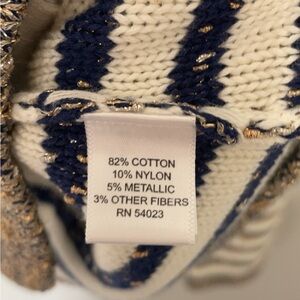 82% COTTON
10% NYLON
5% METALLIC
3% OTHER FIBERS
RN 54023